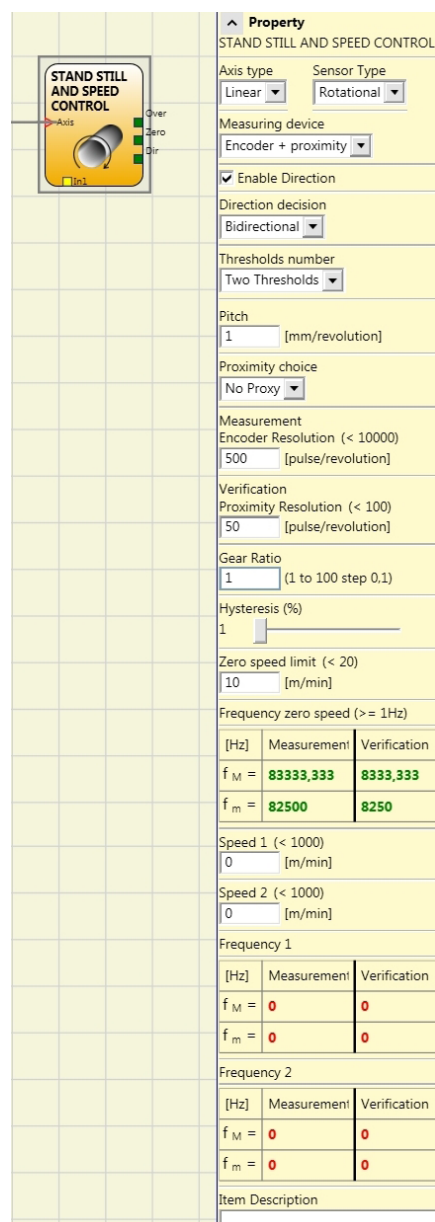 STAND STILL
AND SPEED
CONTROL
Axis
Over
Zero
Dir
In1
Property
STAND STILL AND SPEED CONTROL
Axis type Sensor Type
Linear Rotational
Measuring device
Encoder + proximity
Enable Direction
Direction decision
Bidirectional
Thresholds number
Two Thresholds
Pitch
1 [mm/revolution]
Proximity choice
No Proxy
Measurement
Encoder Resolution (< 10000)
500 [pulse/revolution]
Verification
Proximity Resolution (< 100)
50 [pulse/revolution]
Gear Ratio
1 (1 to 100 step 0,1)
Hysteresis (%)
1
Zero speed limit (< 20)
10 [m/min]
Frequency zero speed (>= 1Hz)
[Hz] Measurement Verification
f M = 83333,333 8333,333
f m = 82500 8250
Speed 1 (< 1000)
0 [m/min]
Speed 2 (< 1000)
0 [m/min]
Frequency 1
[Hz] Measurement Verification
f M = 0 0
f m = 0 0
Frequency 2
[Hz] Measurement Verification
f M = 0 0
f m = 0 0
Item Description